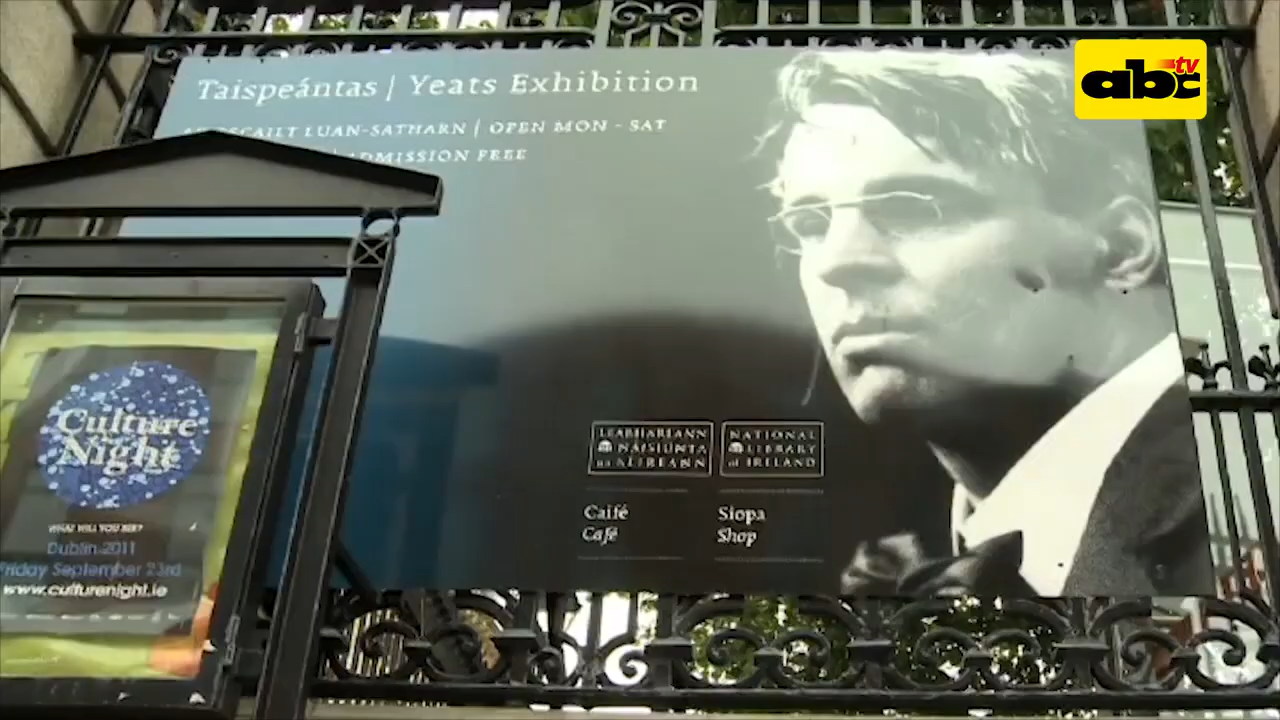 abc tv
Taispeántas | Yeats Exhibition
LUAN-SATHARN | OPEN MON - SAT
ADMISSION FREE
LEABHARLANN
NÁISIÚNTA
na hÉIREANN
NATIONAL
LIBRARY
of IRELAND
Caifé
Café
Siopa
Shop
Culture
Night
WHAT WILL YOU SEE?
Dublin 2011
Friday September 23rd
www.culturenight.ie